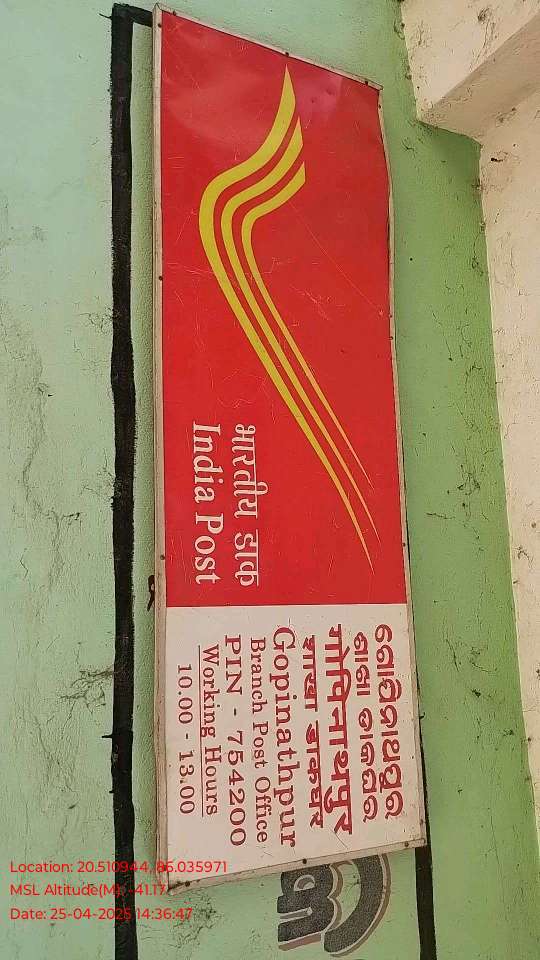 भारतीय डाक
India Post
ଗୋପିନାଥପୁର
ଶାଖା ଡାକଘର
गोपिनाथपुर
शाखा डाकघर
Gopinathpur
Branch Post Office
PIN - 754200
Working Hours
10.00 - 13.00
Location: 20.510944, 86.035971
MSL Altitude(M): -41.17
Date: 25-04-2025 14:36:47